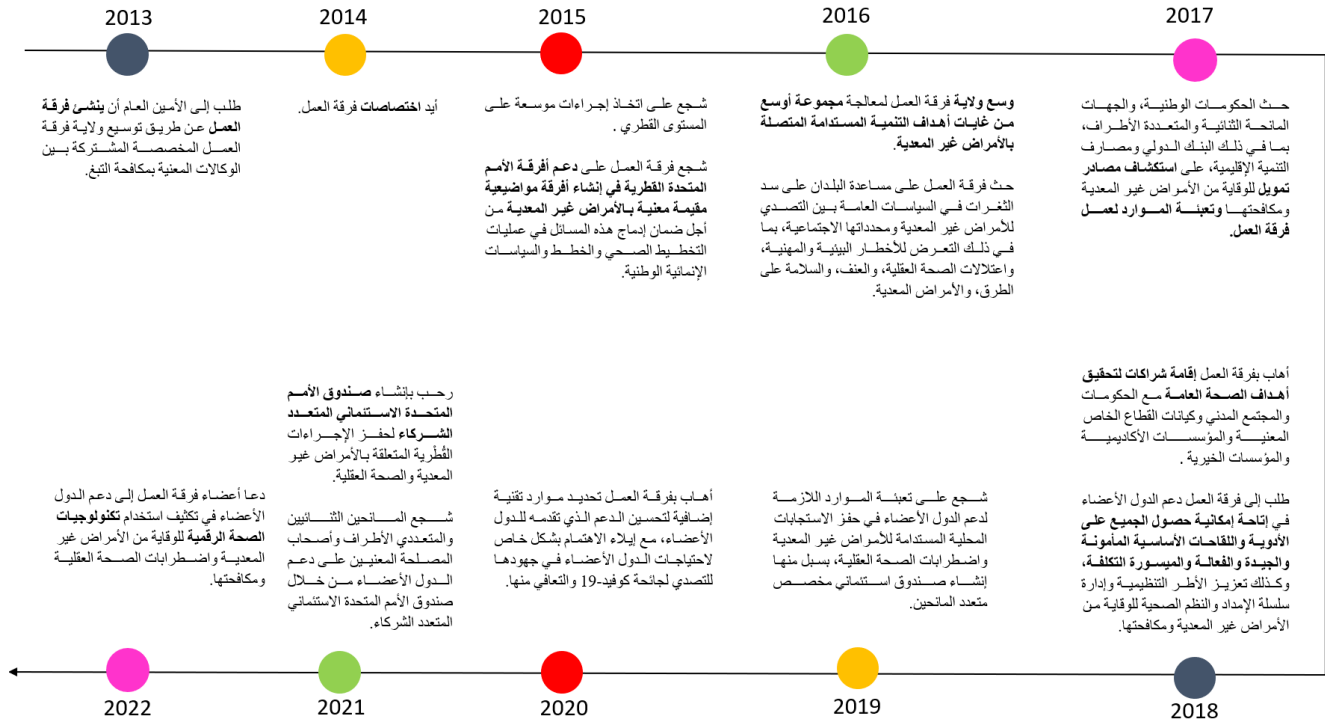 2013
طلب إلى الأمين العام أن ينشئ فرقة
العمل عن طريق توسيع ولاية فرقة
العمل المخصصة المشتركة بين
الوكالات المعنية بمكافحة التبغ.
2014
أيد اختصاصات فرقة العمل.
2015
شجع على اتخاذ إجراءات موسعة على
المستوى القطري .
شجع فرقة العمل على دعم أفرقة الأمم
المتحدة القطرية في إنشاء أفرقة مواضيعية
مقيمة معنية بالأمراض غير المعدية من
أجل ضمان إدماج هذه المسائل في عمليات
التخطيط الصحي والخطط والسياسات
الإنمائية الوطنية.
2016
وسع ولاية فرقة العمل لمعالجة مجموعة أوسع
من غايات أهداف التنمية المستدامة المتصلة
بالأمراض غير المعدية.
حث فرقة العمل على مساعدة البلدان على سد
الثغرات في السياسات العامة بين التصدي
للأمراض غير المعدية ومحدداتها الاجتماعية، بما
في ذلك التعرض للأخطار البيئية والمهنية،
واعتلالات الصحة العقلية، والعنف، والسلامة على
الطرق، والأمراض المعدية.
2017
حث الحكومات الوطنية، والجهات
المانحة الثنائية والمتعددة الأطراف،
بما في ذلك البنك الدولي ومصارف
التنمية الإقليمية، على استكشاف مصادر
تمويل للوقاية من الأمراض غير المعدية
ومكافحتها وتعبئة الموارد لعمل
فرقة العمل.
أهاب بفرقة العمل إقامة شراكات لتحقيق
أهداف الصحة العامة مع الحكومات
والمجتمع المدني وكيانات القطاع الخاص
المعنية والمؤسسات الأكاديمية
والمؤسسات الخيرية .
طلب إلى فرقة العمل دعم الدول الأعضاء
في إتاحة إمكانية حصول الجميع على
الأدوية واللقاحات الأساسية المأمونة
والجيدة والفعالة والميسورة التكلفة،
وكذلك تعزيز الأطر التنظيمية وإدارة
سلسلة الإمداد والنظم الصحية للوقاية من
الأمراض غير المعدية ومكافحتها.
2018
شجع على تعبئة الموارد اللازمة
لدعم الدول الأعضاء في حفز الاستجابات
المحلية المستدامة للأمراض غير المعدية
واضطرابات الصحة العقلية، بسبل منها
إنشاء صندوق استئماني مخصص
متعدد المانحين.
2019
أهاب بفرقة العمل تحديد موارد تقنية
إضافية لتحسين الدعم الذي تقدمه للدول
الأعضاء، مع إيلاء الاهتمام بشكل خاص
لاحتياجات الدول الأعضاء في جهودها
للتصدي لجائحة كوفيد-19 والتعافي منها.
2020
رحب بإنشاء صندوق الأمم
المتحدة الاستئماني المتعدد
الشركاء لحفز الإجراءات
القُطْرية المتعلقة بالأمراض غير
المعدية والصحة العقلية.
شجع المانحين الثنائيين
والمتعددي الأطراف وأصحاب
المصلحة المعنيين على دعم
الدول الأعضاء من خلال
صندوق الأمم المتحدة الاستئماني
المتعدد الشركاء.
2021
دعا أعضاء فرقة العمل إلى دعم الدول
الأعضاء في تكثيف استخدام تكنولوجيات
الصحة الرقمية للوقاية من الأمراض غير
المعدية واضطرابات الصحة العقلية
ومكافحتها.
2022